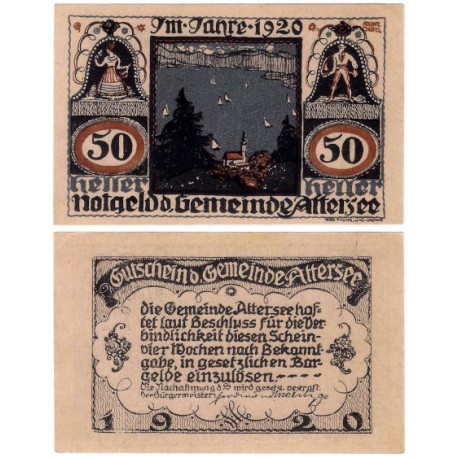 Im Jahre 1920
50
50
Heller
Heller
Notgeld d. Gemeinde Attersee
Gutschein d. Gemeinde Attersee
die Gemeinde Attersee haf-
tet laut Beschluss für die Ver
bindlichkeit diesen Schein
vier Wochen nach Bekannt
gabe, in gesetzlichen Bar
gelde einzulösen ----
Die Nachahmung d. S wird gesetz. verfolgt.
der Bürgermeister:
1920